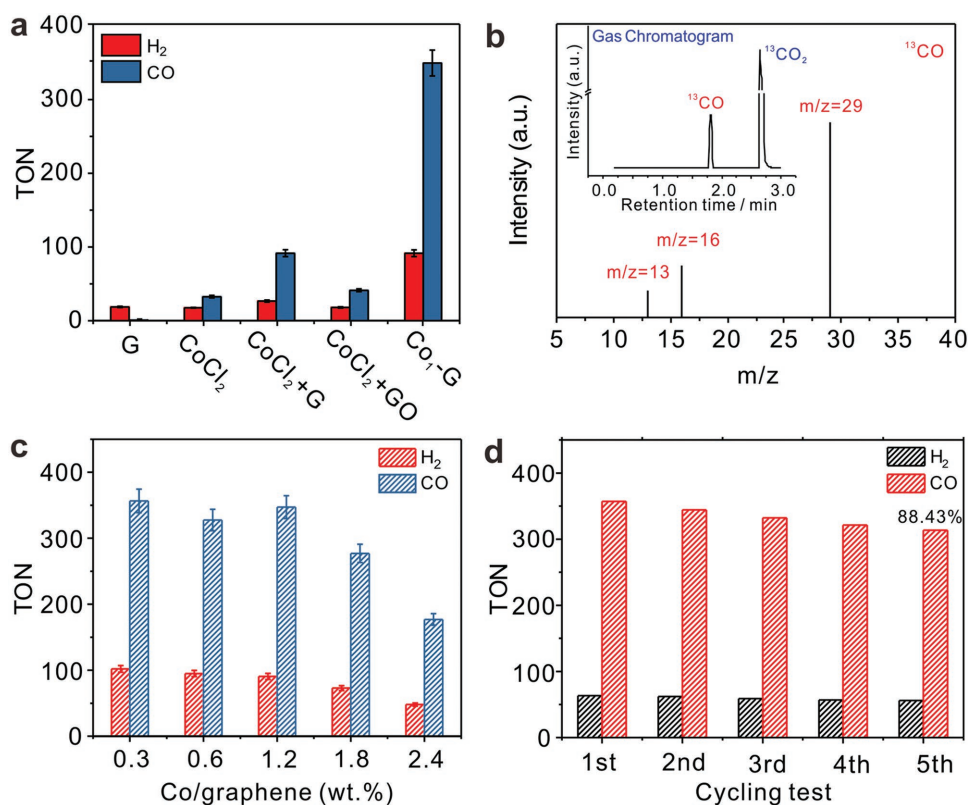 a
H₂
CO
TON
400
300
200
100
0
G
CoCl₂
CoCl₂+G
CoCl₂+GO
Co₁-G
b
Gas Chromatogram
¹³CO
¹³CO₂
¹³CO
Intensity (a.u.)
0.0 1.0 2.0 3.0
Retention time / min
m/z=29
m/z=16
m/z=13
Intensity (a.u.)
5 10 15 20 25 30 35 40
m/z
c
H₂
CO
TON
400
300
200
100
0
0.3 0.6 1.2 1.8 2.4
Co/graphene (wt.%)
d
H₂
CO
88.43%
TON
400
300
200
100
0
1st 2nd 3rd 4th 5th
Cycling test